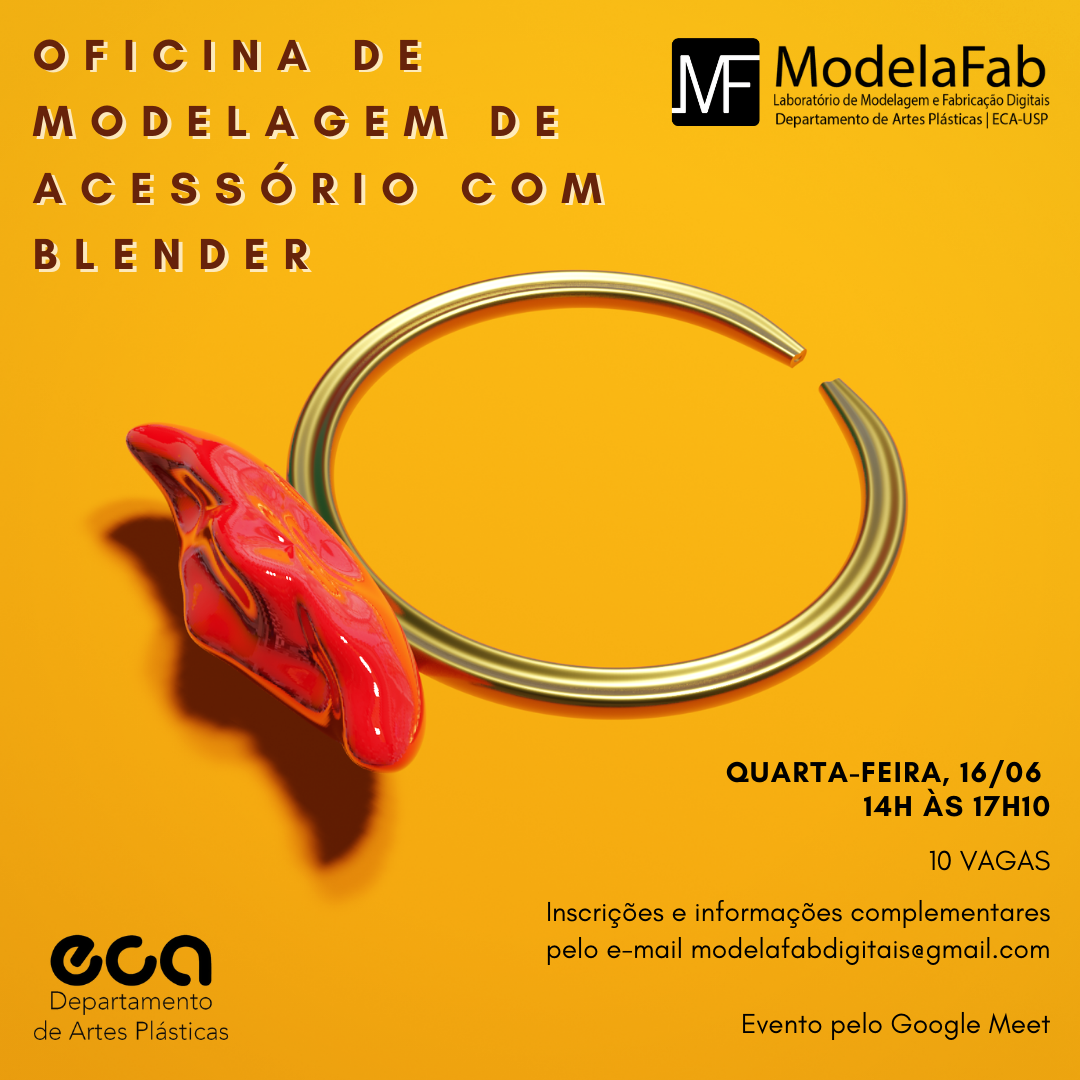 OFICINA DE
MODELAGEM DE
ACESSÓRIO COM
BLENDER
MF
ModelaFab
Laboratório de Modelagem e Fabricação Digitais
Departamento de Artes Plásticas | ECA-USP
QUARTA-FEIRA, 16/06
14H ÀS 17H10
10 VAGAS
Inscrições e informações complementares
pelo e-mail modelafabdigitais@gmail.com
Evento pelo Google Meet
eca
Departamento
de Artes Plásticas